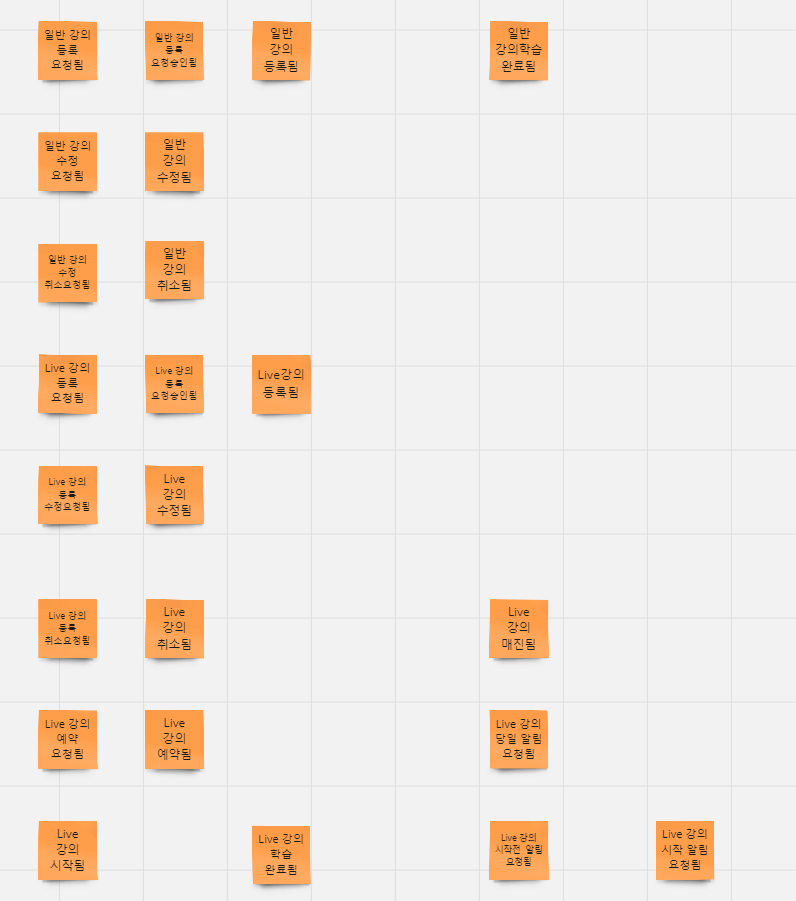 일반 강의
등록
요청됨
일반 강의
등록
요청승인됨
일반
강의
등록됨
일반
강의학습
완료됨
일반 강의
수정
요청됨
일반
강의
수정됨
일반 강의
수정
취소요청됨
일반
강의
취소됨
Live 강의
등록
요청됨
Live 강의
등록
요청승인됨
Live강의
등록됨
Live 강의
등록
수정요청됨
Live
강의
수정됨
Live 강의
등록
취소요청됨
Live
강의
취소됨
Live
강의
매진됨
Live 강의
예약
요청됨
Live
강의
예약됨
Live 강의
당일 알림
요청됨
Live
강의
시작됨
Live 강의
학습
완료됨
Live 강의
시작전 알림
요청됨
Live 강의
시작 알림
요청됨